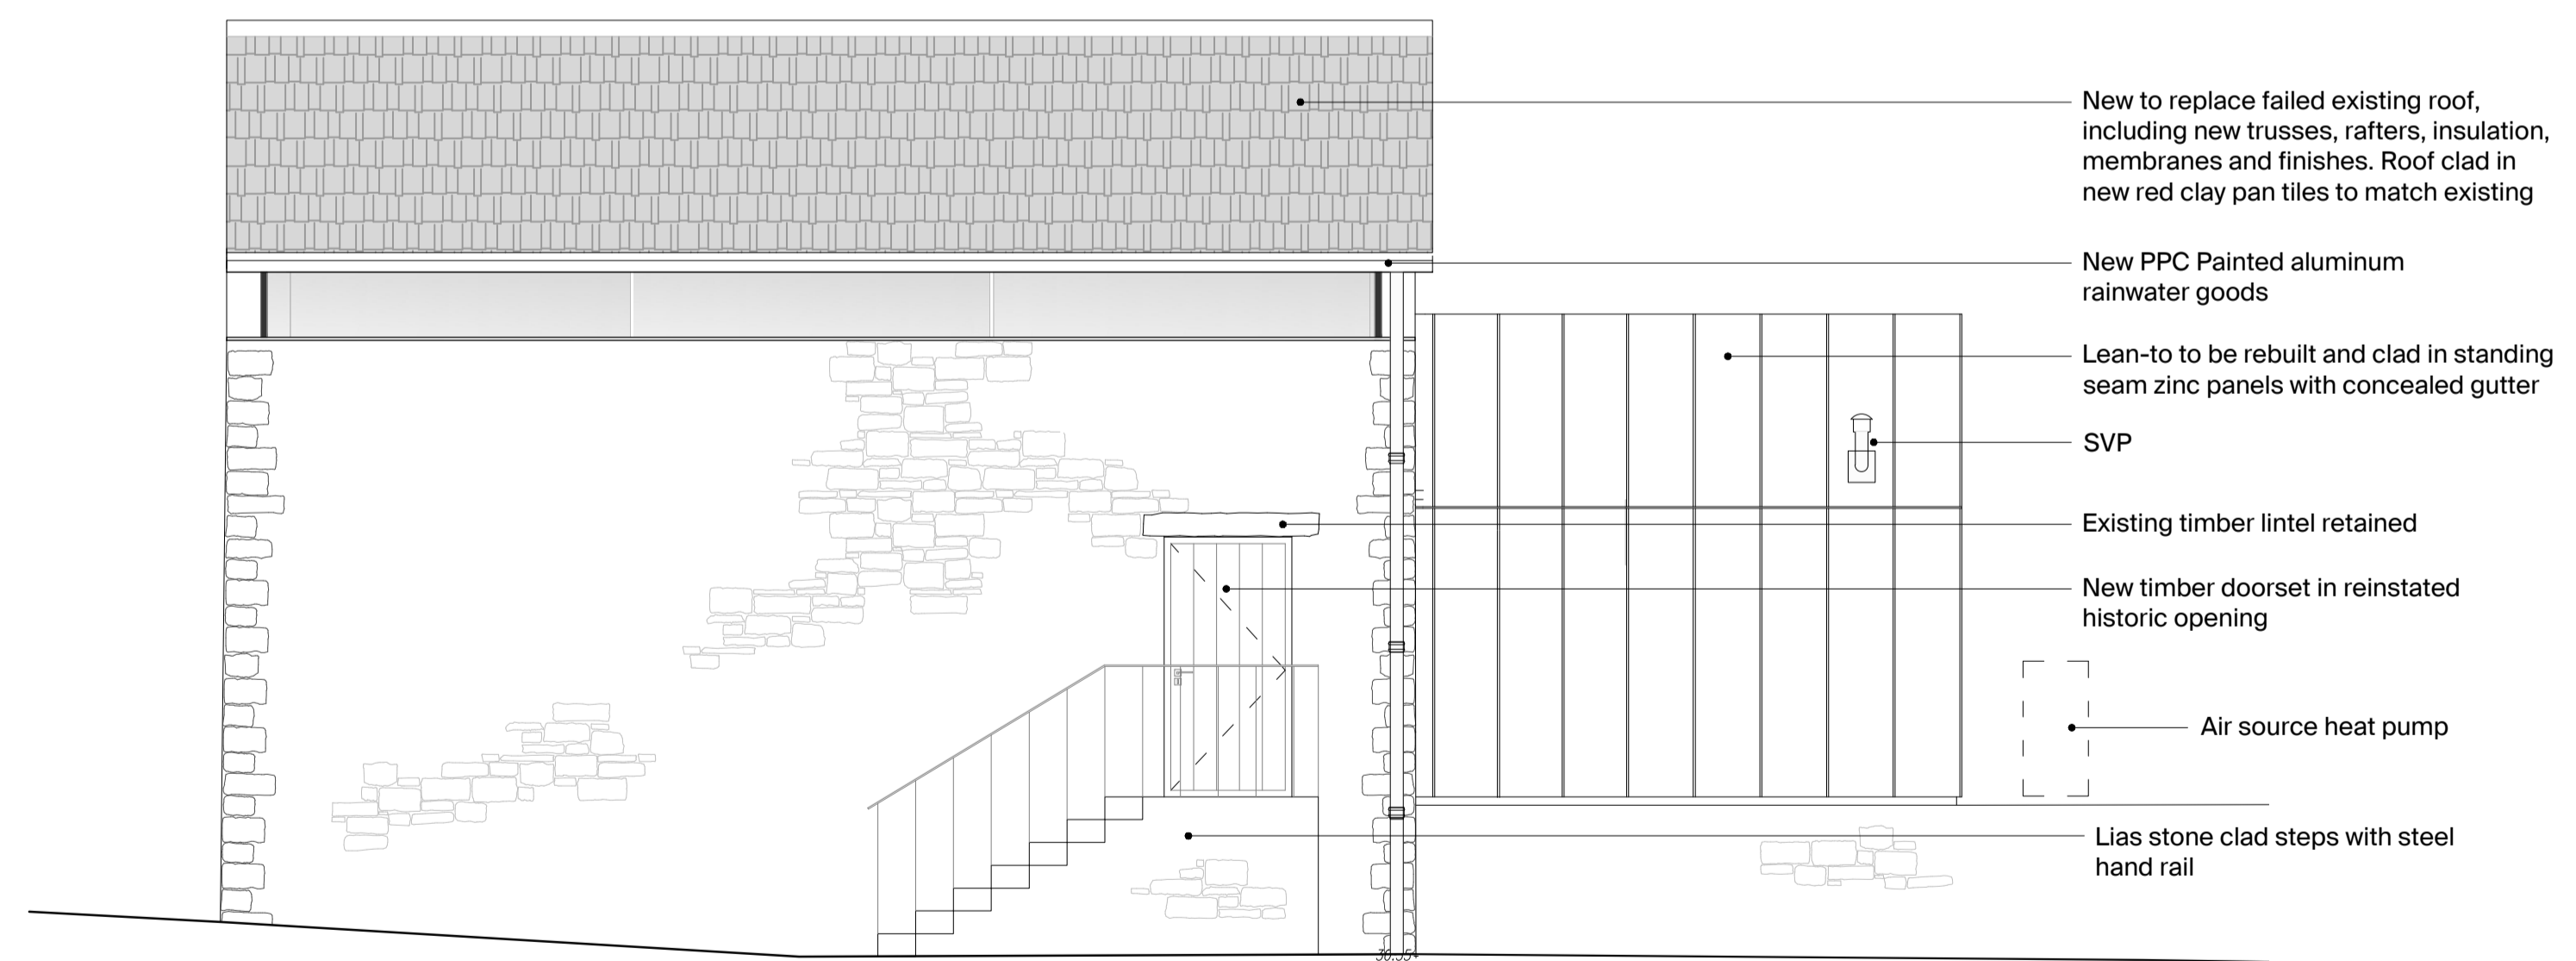 New to replace failed existing roof,
including new trusses, rafters, insulation,
membranes and finishes. Roof clad in
new red clay pan tiles to match existing
New PPC Painted aluminum
rainwater goods
Lean-to to be rebuilt and clad in standing
seam zinc panels with concealed gutter
SVP
Existing timber lintel retained
New timber doorset in reinstated
historic opening
Air source heat pump
Lias stone clad steps with steel
hand rail